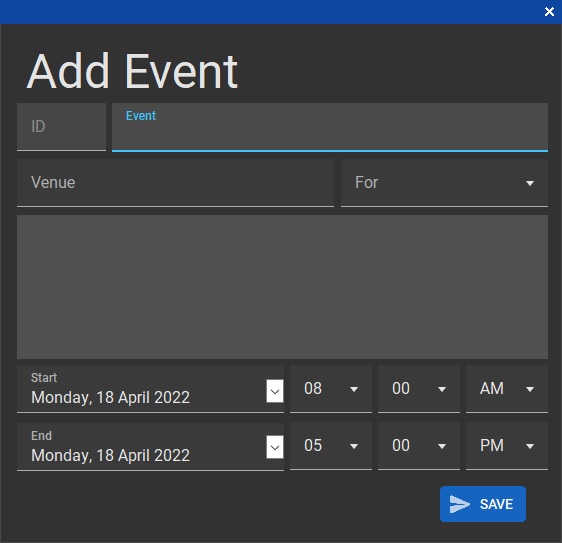 Add Event
ID
Event
Venue
For
Start
Monday, 18 April 2022
08
00
AM
End
Monday, 18 April 2022
05
00
PM
SAVE